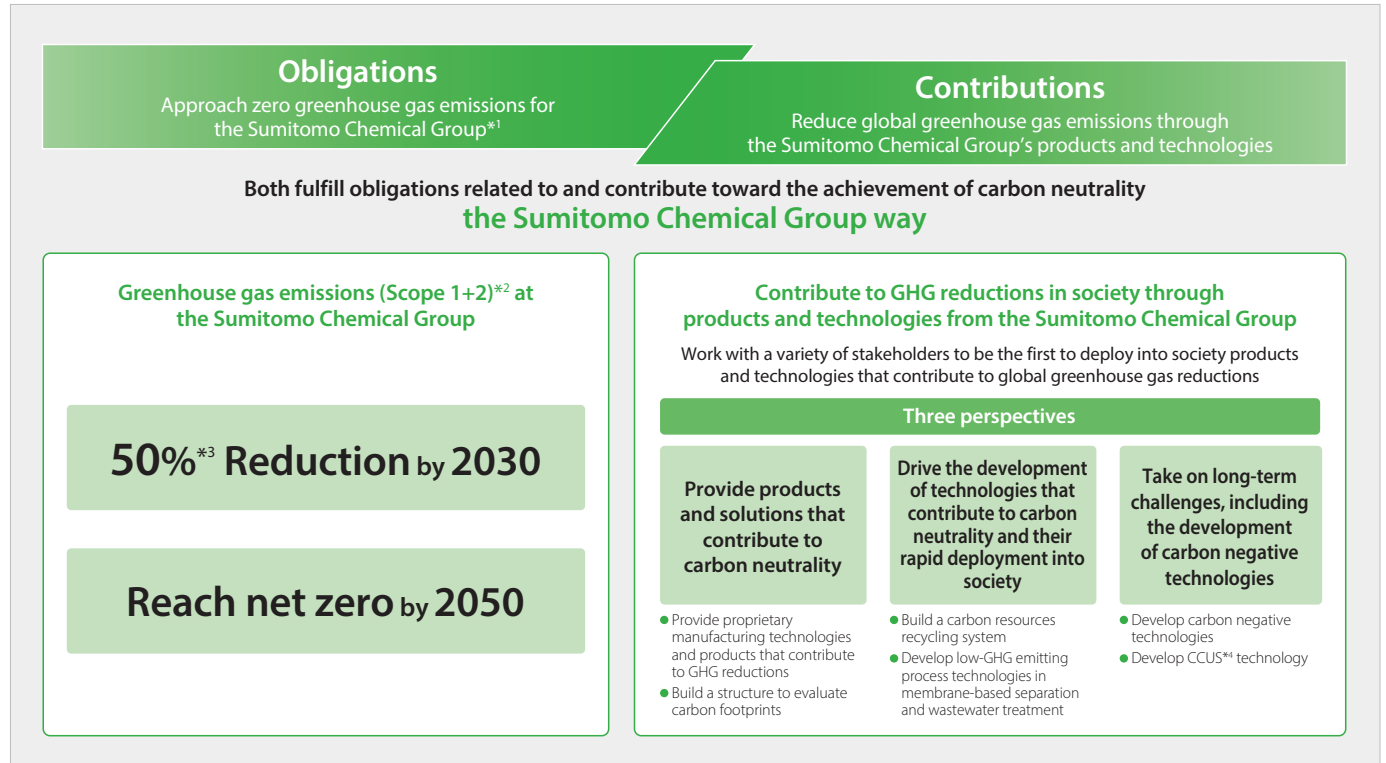 Obligations
Approach zero greenhouse gas emissions for
the Sumitomo Chemical Group*1
Contributions
Reduce global greenhouse gas emissions through
the Sumitomo Chemical Group's products and technologies
Both fulfill obligations related to and contribute toward the achievement of carbon neutrality
the Sumitomo Chemical Group way
Greenhouse gas emissions (Scope 1+2)*2 at
the Sumitomo Chemical Group
50%*3 Reduction by 2030
Reach net zero by 2050
Contribute to GHG reductions in society through
products and technologies from the Sumitomo Chemical Group
Work with a variety of stakeholders to be the first to deploy into society products
and technologies that contribute to global greenhouse gas reductions
Three perspectives
Provide products
and solutions that
contribute to
carbon neutrality
● Provide proprietary
manufacturing technologies
and products that contribute
to GHG reductions
● Build a structure to evaluate
carbon footprints
Drive the development
of technologies that
contribute to carbon
neutrality and their
rapid deployment into
society
● Build a carbon resources
recycling system
● Develop low-GHG emitting
process technologies in
membrane-based separation
and wastewater treatment
Take on long-term
challenges, including
the development
of carbon negative
technologies
● Develop carbon negative
technologies
● Develop CCUS*4 technology